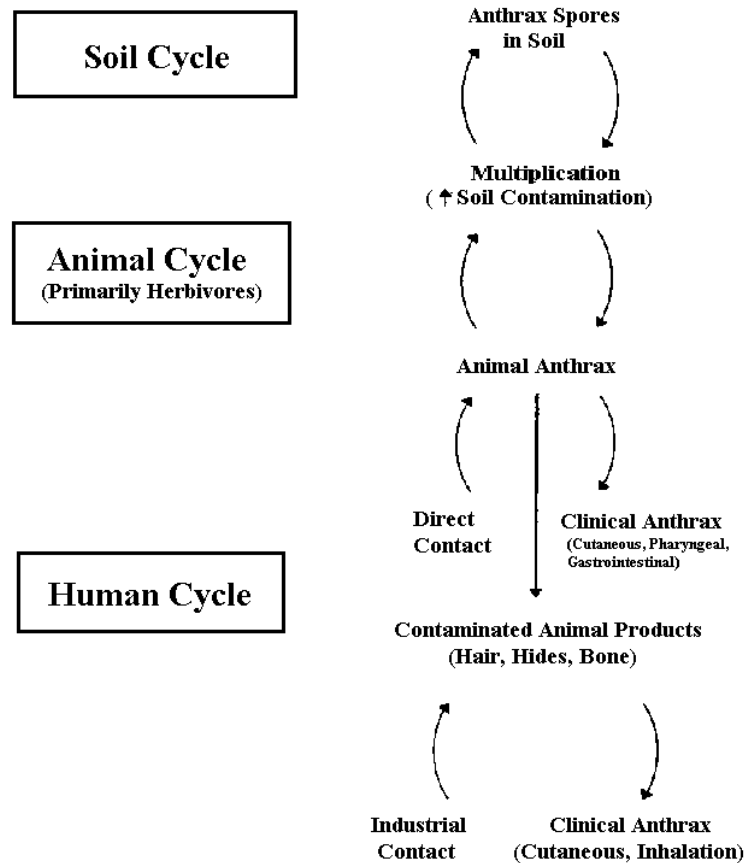 Soil Cycle
Anthrax Spores
in Soil
Multiplication
(↑Soil Contamination)
Animal Cycle
(Primarily Herbivores)
Animal Anthrax
Direct
Contact
Clinical Anthrax
(Cutaneous, Pharyngeal,
Gastrointestinal)
Human Cycle
Contaminated Animal Products
(Hair, Hides, Bone)
Industrial
Contact
Clinical Anthrax
(Cutaneous, Inhalation)